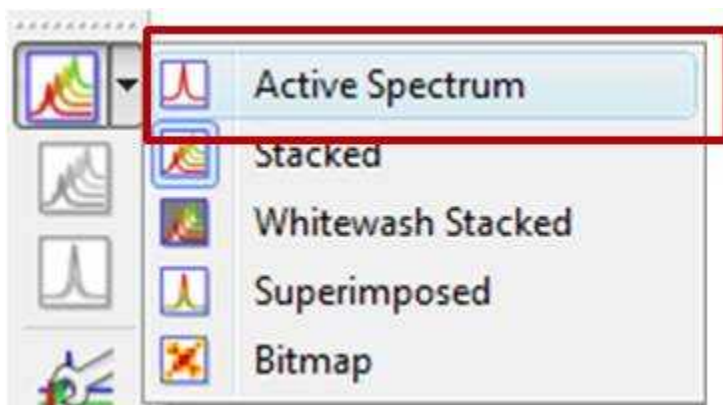 Active Spectrum
Stacked
Whitewash Stacked
Superimposed
Bitmap